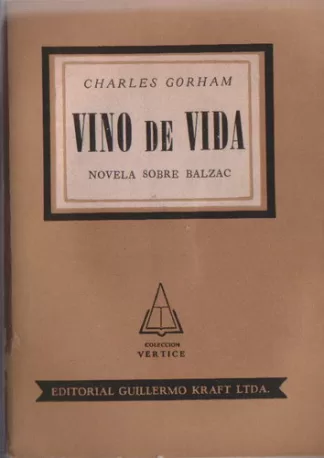 CHARLES GORHAM
VINO DE VIDA
NOVELA SOBRE BALZAC
COLECCION
VERTICE
EDITORIAL GUILLERMO KRAFT LTDA.